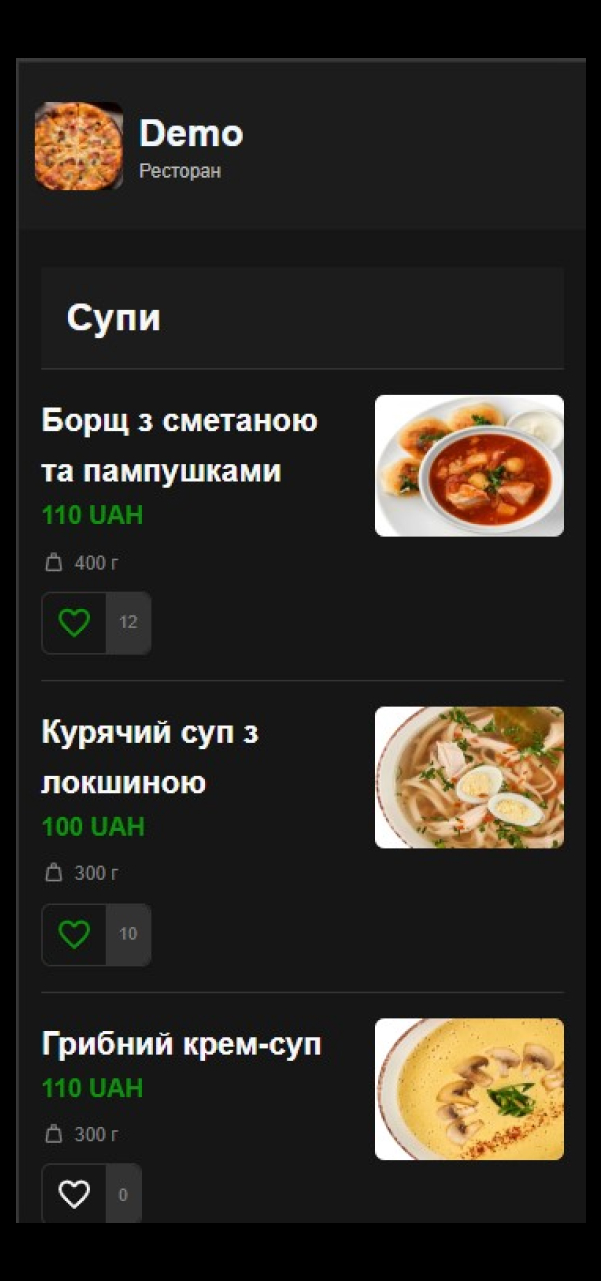 Demo
Ресторан
Супи
Борщ з сметаною
та пампушками
110 UAH
400 г
12
Курячий суп з
локшиною
100 UAH
300 г
10
Грибний крем-суп
110 UAH
300 г
0